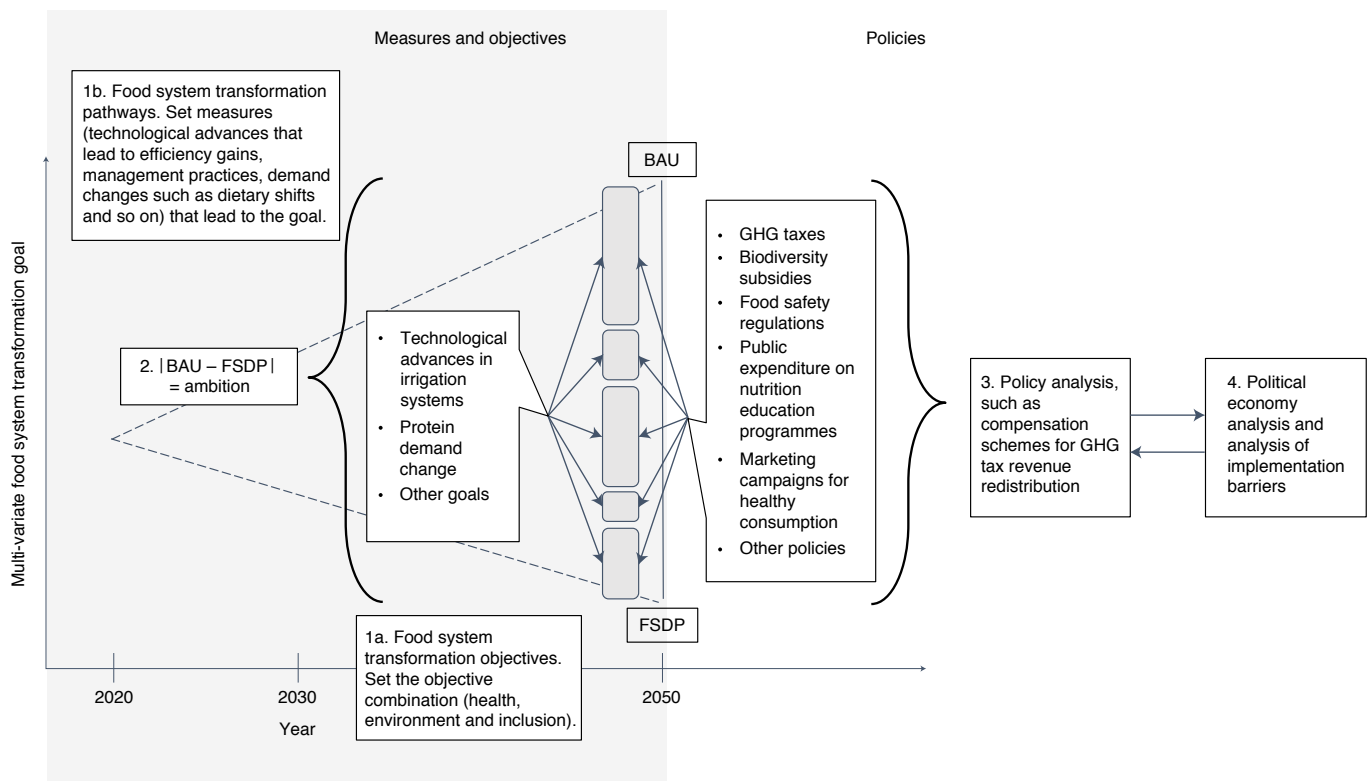 Measures and objectives
Policies
1b. Food system transformation
pathways. Set measures
(technological advances that
lead to efficiency gains,
management practices, demand
changes such as dietary shifts
and so on) that lead to the goal.
BAU
Multi-variate food system transformation goal
2. |BAU – FSDP|
= ambition
• Technological
advances in
irrigation
systems
• Protein
demand
change
• Other goals
• GHG taxes
• Biodiversity
subsidies
• Food safety
regulations
• Public
expenditure on
nutrition
education
programmes
• Marketing
campaigns for
healthy
consumption
• Other policies
3. Policy analysis,
such as
compensation
schemes for GHG
tax revenue
redistribution
4. Political
economy
analysis and
analysis of
implementation
barriers
FSDP
1a. Food system
transformation objectives.
Set the objective
combination (health,
environment and inclusion).
2020
2030
2050
Year